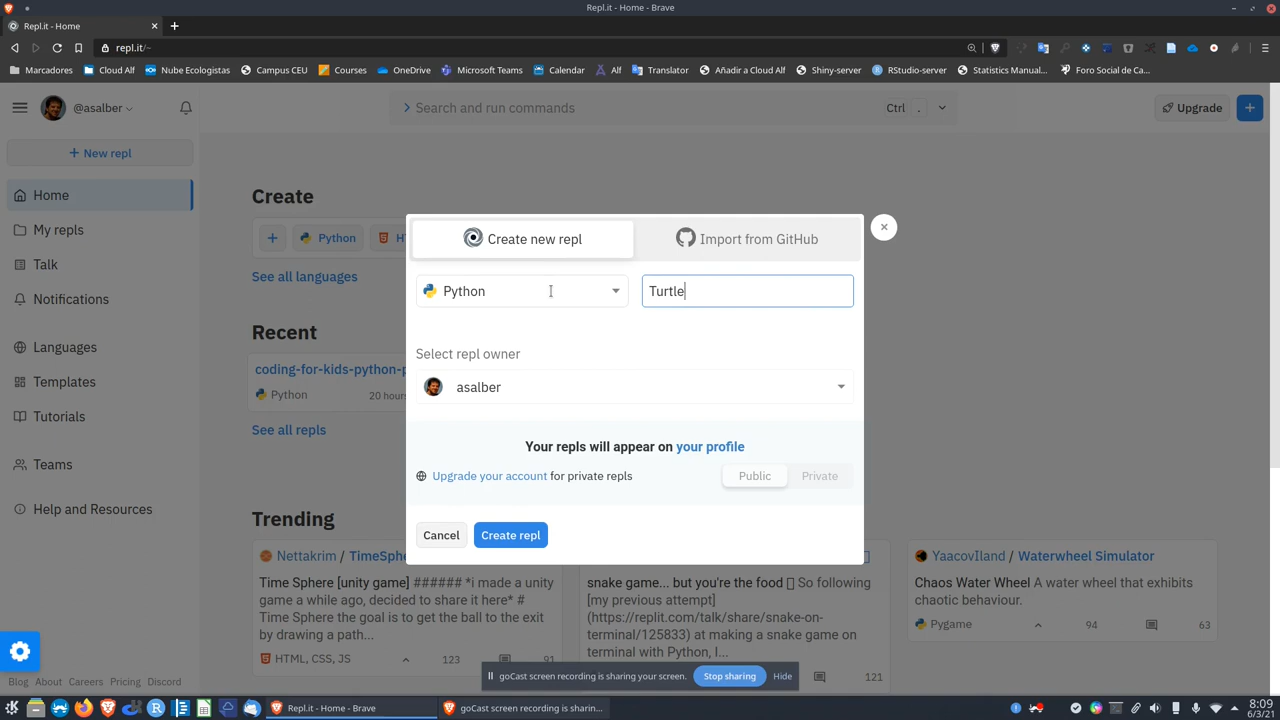 Repl.it - Home - Brave
Repl.it - Home
repl.it/~
Marcadores Cloud Alf Nube Ecologistas Campus CEU Courses OneDrive Microsoft Teams Calendar Alf Translator Añadir a Cloud Alf Shiny-server RStudio-server Statistics Manual... Foro Social de Ca...
@asalber
Search and run commands
Ctrl .
Upgrade
+ New repl
Home
My repls
Talk
Notifications
Languages
Templates
Tutorials
Teams
Help and Resources
Blog About Careers Pricing Discord
Create
Python
See all languages
Recent
coding-for-kids-python-p
Python 20 hours
See all repls
Trending
Create new repl
Import from GitHub
Python
Turtle
Select repl owner
asalber
Your repls will appear on your profile
Upgrade your account for private repls
Public Private
Cancel Create repl
Nettakrim / TimeSphe
Time Sphere [unity game] ###### *i made a unity
game a while ago, decided to share it here* #
Time Sphere the goal is to get the ball to the exit
by drawing a path...
HTML, CSS, JS 123 91
snake game... but you're the food ▯ So following
[my previous attempt]
(https://replit.com/talk/share/snake-on-
terminal/125833) at making a snake game on
terminal with Python, I...
121
YaacovIland / Waterwheel Simulator
Chaos Water Wheel A water wheel that exhibits
chaotic behaviour.
Pygame 94 63
goCast screen recording is sharing your screen. Stop sharing Hide
Repl.it - Home - Brave
goCast screen recording is sharin...
8:09
6/3/21